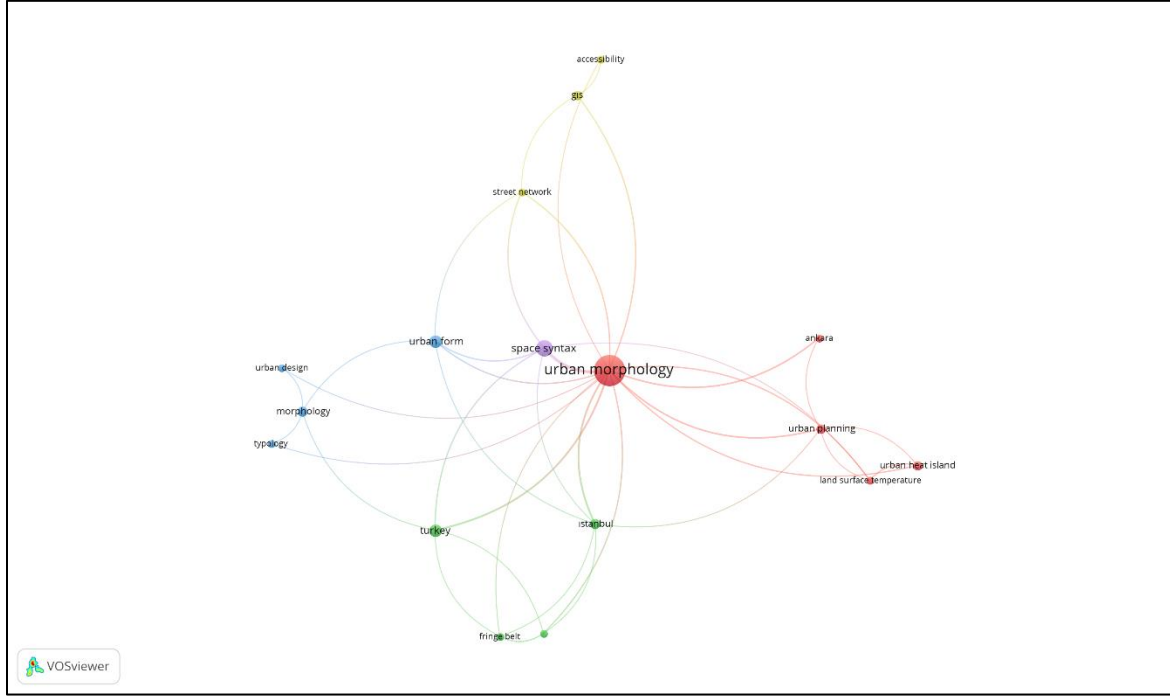 accessibility
gis
street network
urban form
space syntax
urban morphology
ankara
urban design
morphology
typology
urban planning
urban heat island
land surface temperature
turkey
ıstanbul
fringe belt
VOSviewer